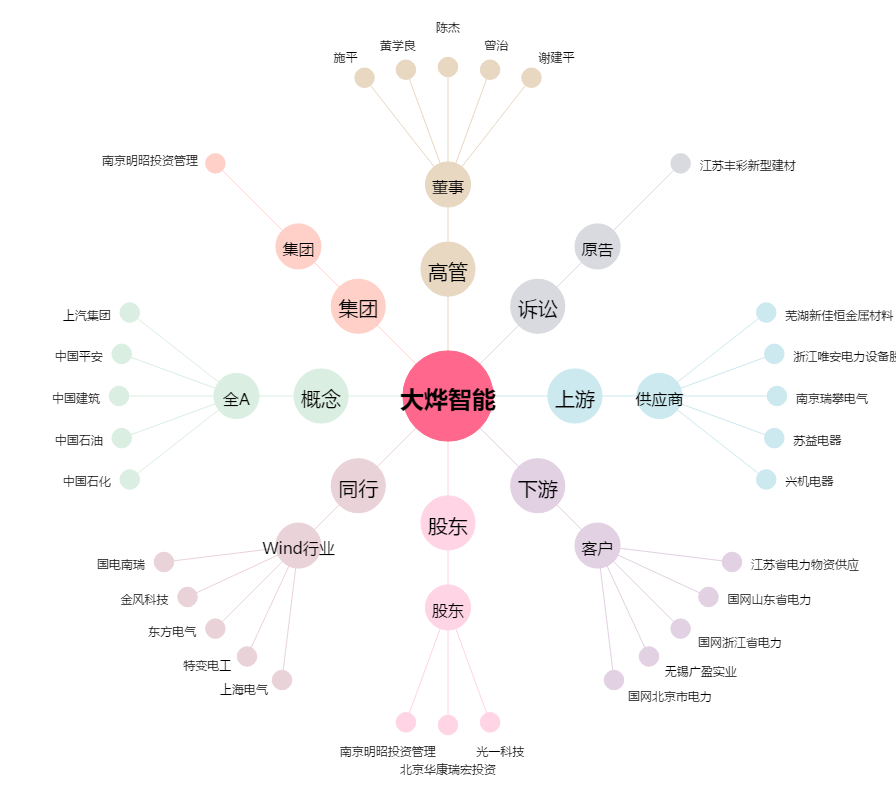 陈杰
黄学良
曾治
施平
谢建平
南京明昭投资管理
江苏丰彩新型建材
董事
集团
原告
高管
集团
诉讼
上汽集团
芜湖新佳恒金属材料
中国平安
浙江唯安电力设备股
中国建筑
全A
概念
大烨智能
上游
供应商
南京瑞攀电气
中国石油
苏益电器
中国石化
兴机电器
同行
下游
股东
Wind行业
客户
国电南瑞
江苏省电力物资供应
金风科技
国网山东省电力
股东
东方电气
国网浙江省电力
特变电工
无锡广盈实业
上海电气
国网北京市电力
南京明昭投资管理
光一科技
北京华康瑞宏投资